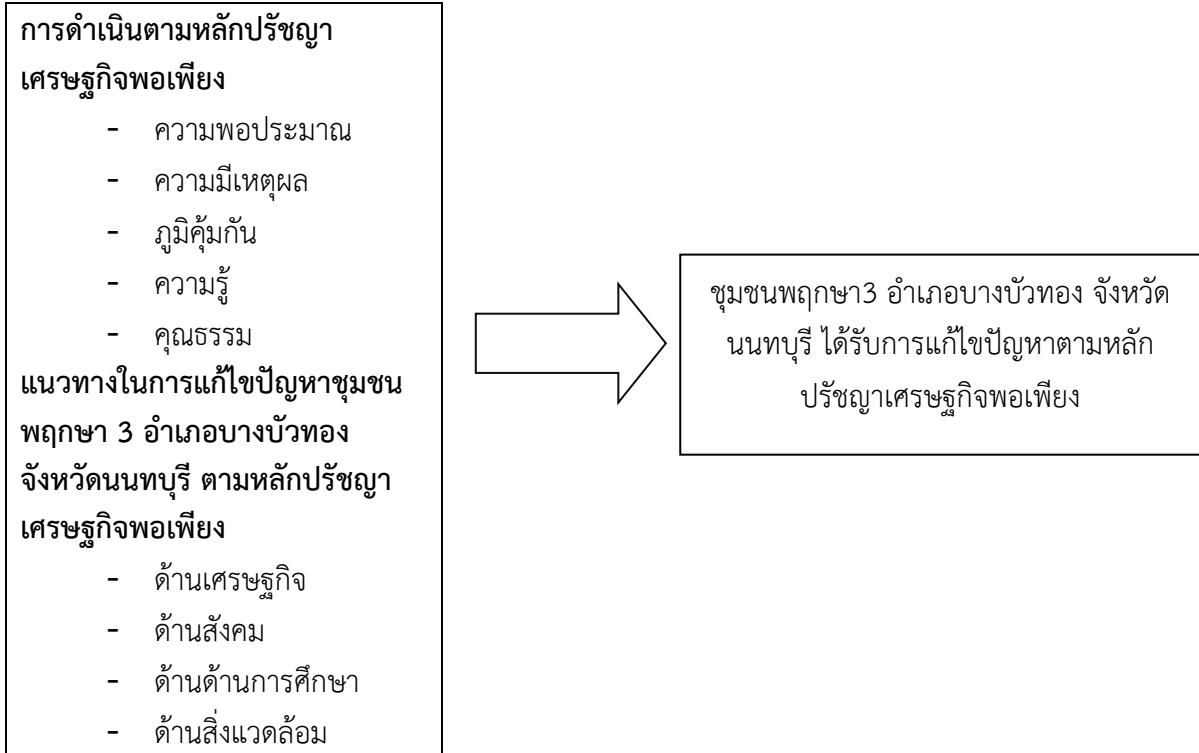 การดำเนินตามหลักปรัชญา
เศรษฐกิจพอเพียง
- ความพอประมาณ
- ความมีเหตุผล
- ภูมิคุ้มกัน
- ความรู้
- คุณธรรม
แนวทางในการแก้ไขปัญหาชุมชน
พฤกษา 3 อำเภอบางบัวทอง
จังหวัดนนทบุรี ตามหลักปรัชญา
เศรษฐกิจพอเพียง
- ด้านเศรษฐกิจ
- ด้านสังคม
- ด้านด้านการศึกษา
- ด้านสิ่งแวดล้อม
ชุมชนพฤกษา3 อำเภอบางบัวทอง จังหวัด
นนทบุรี ได้รับการแก้ไขปัญหาตามหลัก
ปรัชญาเศรษฐกิจพอเพียง